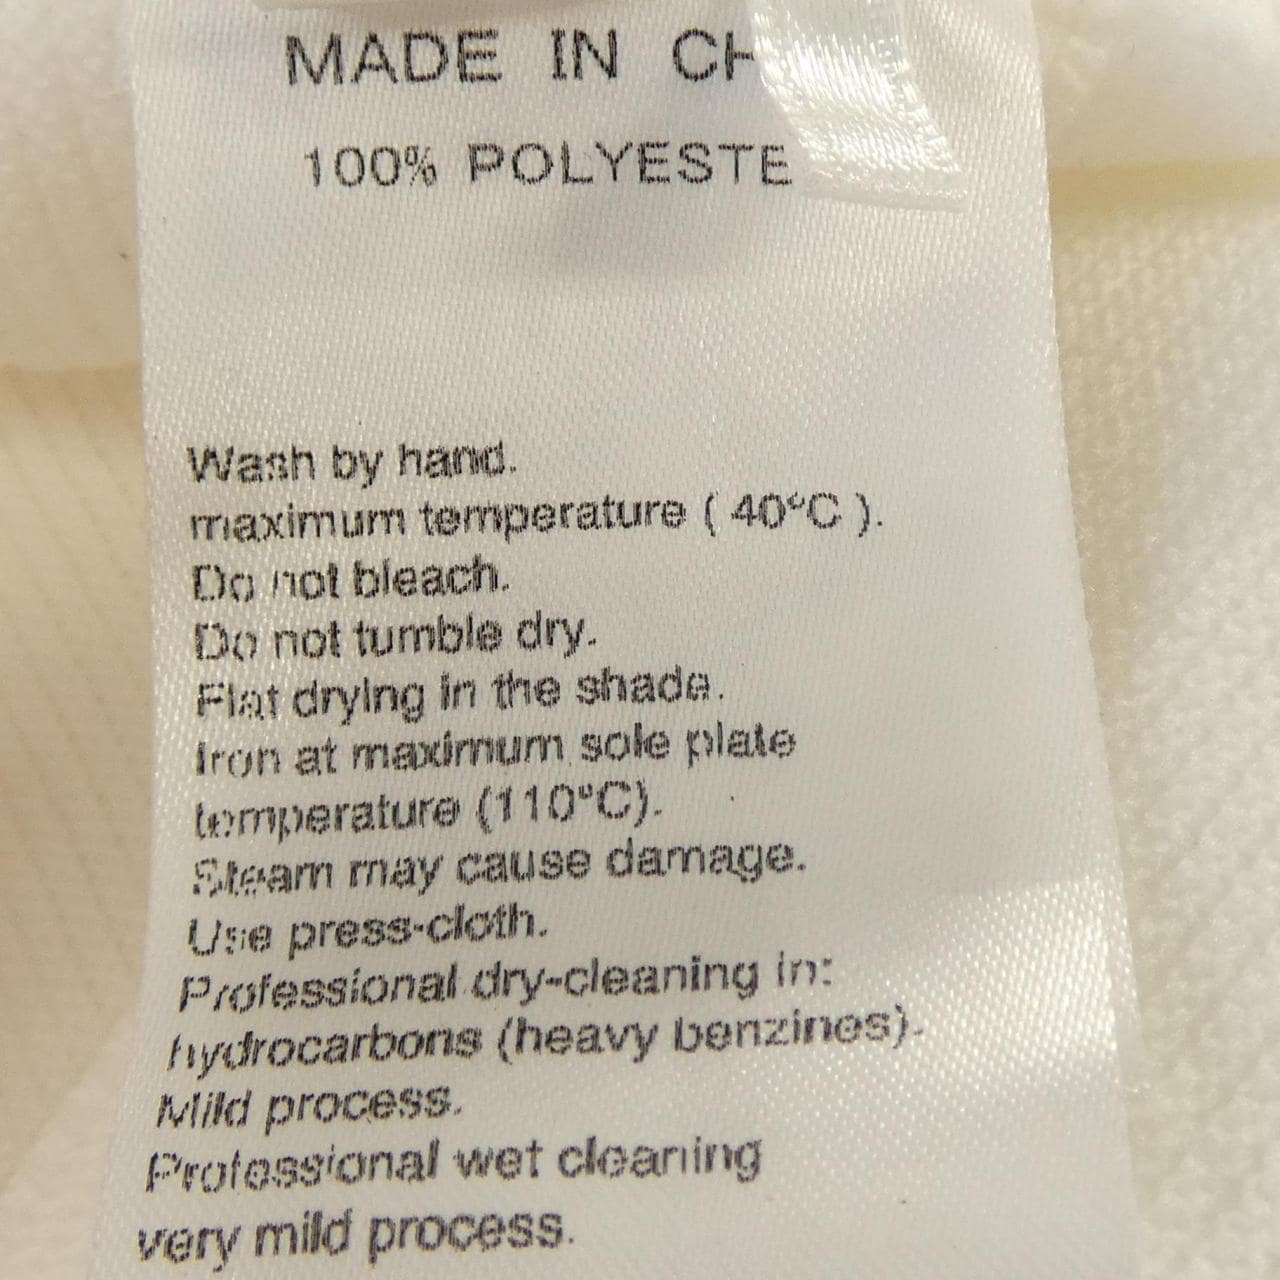 MADE IN CH
100% POLYESTE
Wash by hand.
maximum temperature ( 40°C ).
Do not bleach.
Do not tumble dry.
Flat drying in the shade.
Iron at maximum sole plate
temperature (110°C).
Steam may cause damage.
Use press-cloth.
Professional dry-cleaning in:
hydrocarbons (heavy benzines).
Mild process.
Professional wet cleaning
very mild process.